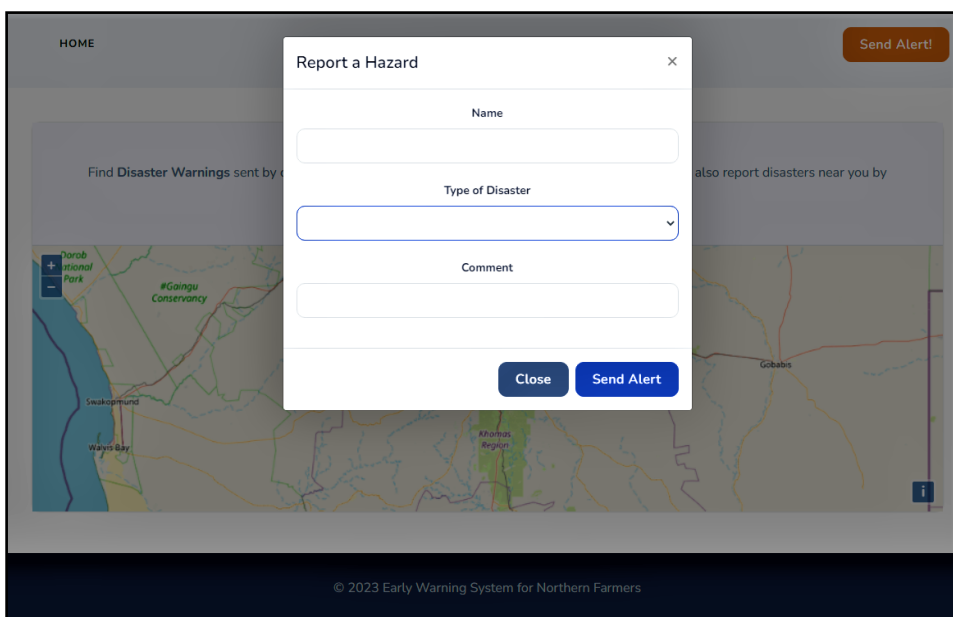 HOME
Send Alert!
Report a Hazard
×
Name
Find Disaster Warnings sent by
also report disasters near you by
Type of Disaster
Comment
Close
Send Alert
+
−
Dorob
National
Park
#Gaingu
Conservancy
Gobabis
Swakopmund
Walvis Bay
Khomas
Region
i
© 2023 Early Warning System for Northern Farmers